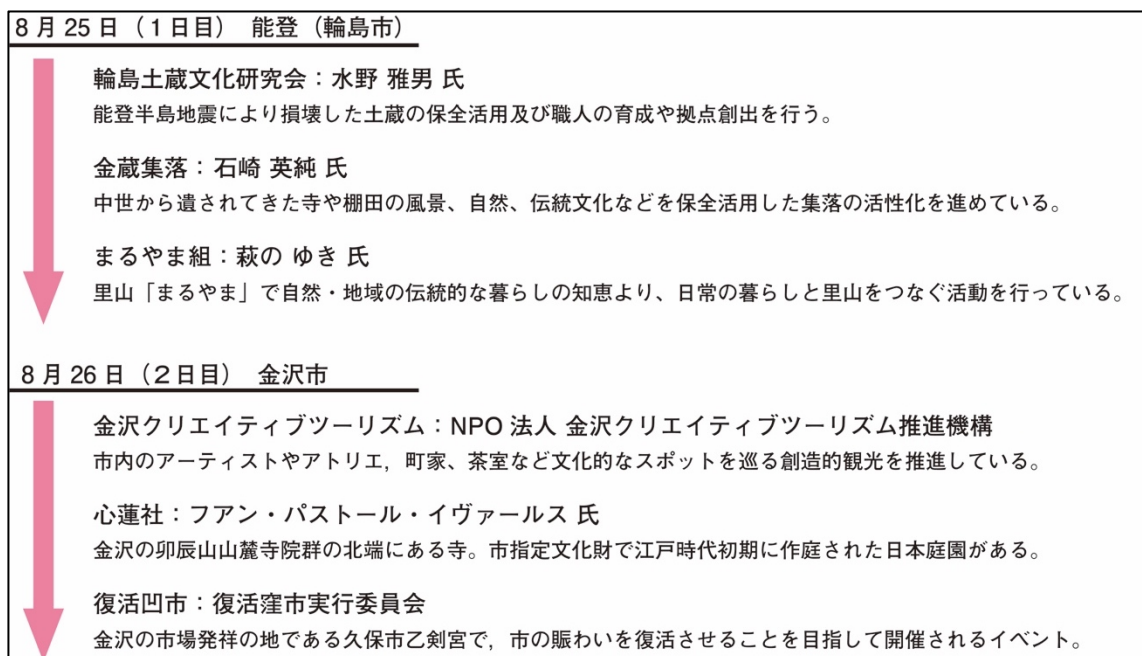 8月25日（1日目） 能登（輪島市）
輪島土蔵文化研究会：水野 雅男 氏
能登半島地震により損壊した土蔵の保全活用及び職人の育成や拠点創出を行う。
金蔵集落：石崎 英純 氏
中世から遺されてきた寺や棚田の風景、自然、伝統文化などを保全活用した集落の活性化を進めている。
まるやま組：萩の ゆき 氏
里山「まるやま」で自然・地域の伝統的な暮らしの知恵より、日常の暮らしと里山をつなぐ活動を行っている。
8月26日（2日目） 金沢市
金沢クリエイティブツーリズム：NPO 法人 金沢クリエイティブツーリズム推進機構
市内のアーティストやアトリエ，町家、茶室など文化的なスポットを巡る創造的観光を推進している。
心蓮社：フアン・パストール・イヴァールス 氏
金沢の卯辰山山麓寺院群の北端にある寺。市指定文化財で江戸時代初期に作庭された日本庭園がある。
復活凹市：復活窪市実行委員会
金沢の市場発祥の地である久保市乙剣宮で，市の賑わいを復活させることを目指して開催されるイベント。